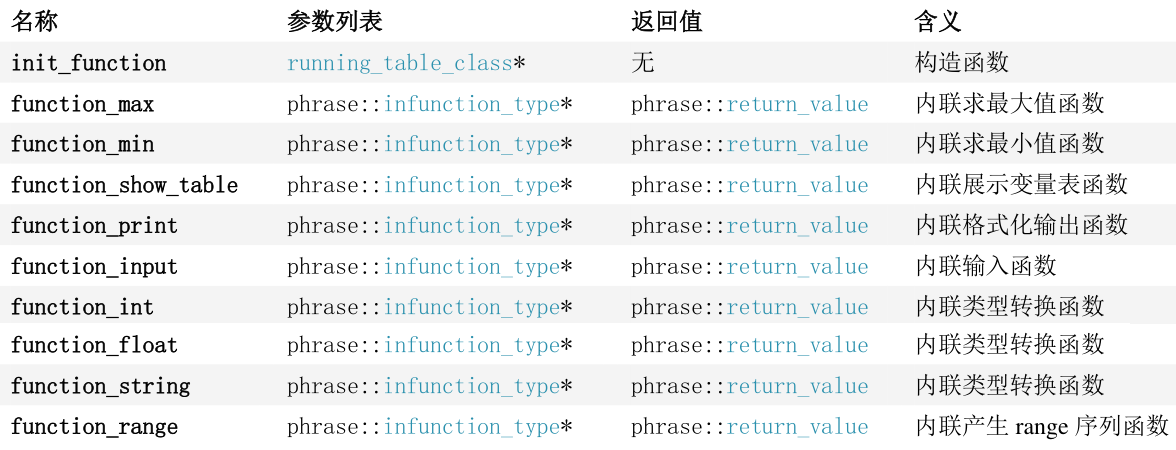 名称 参数列表 返回值 含义
init_function running_table_class* 无 构造函数
function_max phrase::infunction_type* phrase::return_value 内联求最大值函数
function_min phrase::infunction_type* phrase::return_value 内联求最小值函数
function_show_table phrase::infunction_type* phrase::return_value 内联展示变量表函数
function_print phrase::infunction_type* phrase::return_value 内联格式化输出函数
function_input phrase::infunction_type* phrase::return_value 内联输入函数
function_int phrase::infunction_type* phrase::return_value 内联类型转换函数
function_float phrase::infunction_type* phrase::return_value 内联类型转换函数
function_string phrase::infunction_type* phrase::return_value 内联类型转换函数
function_range phrase::infunction_type* phrase::return_value 内联产生 range 序列函数